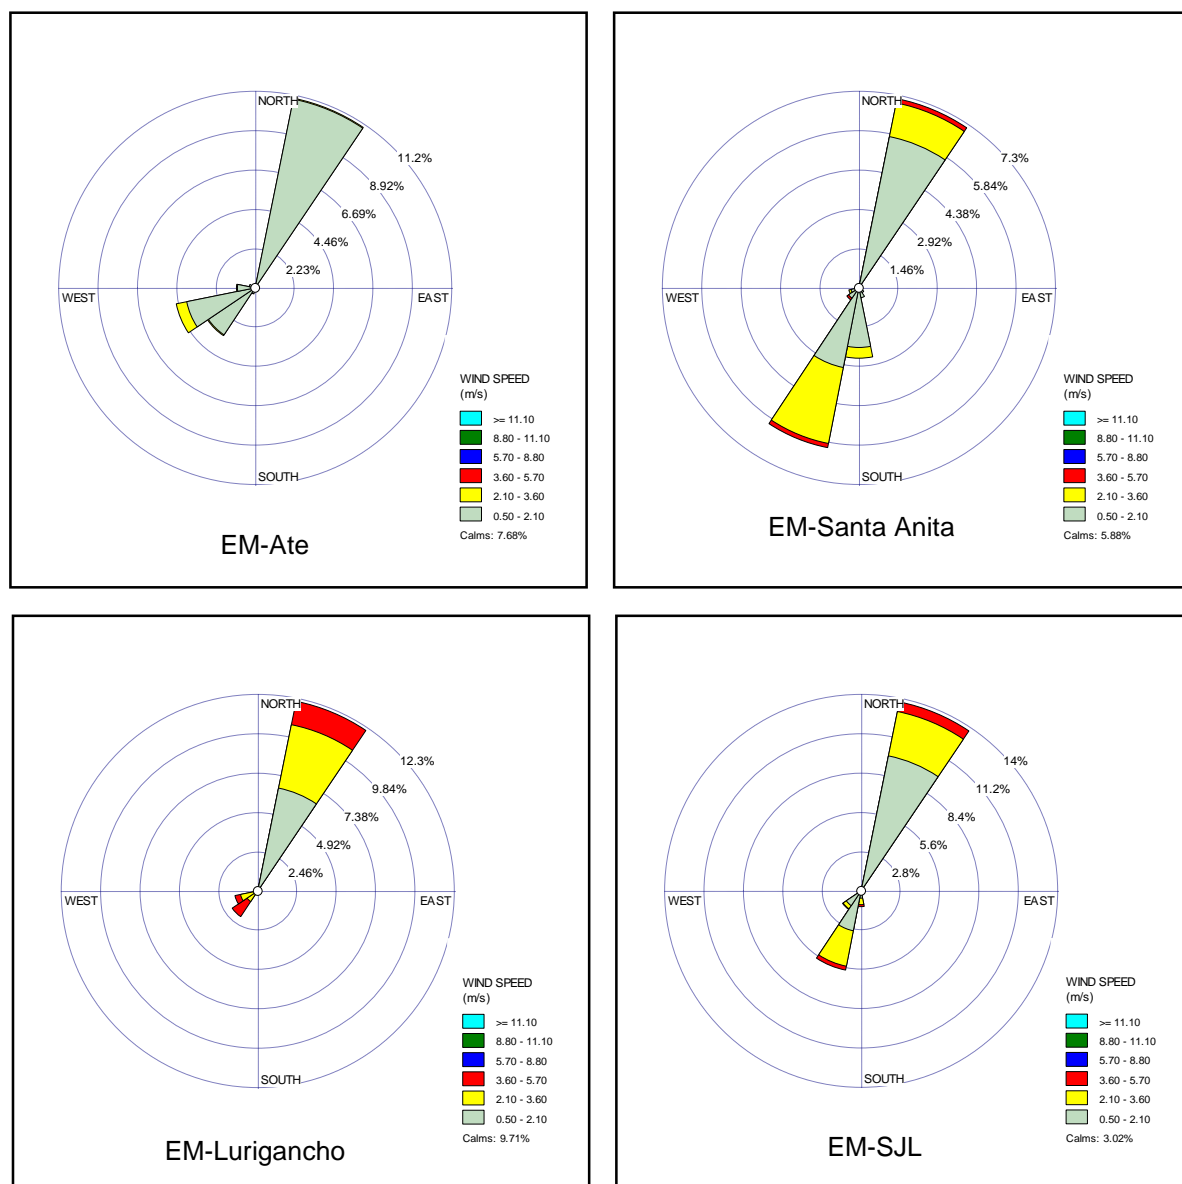 NORTH
11.2%
8.92%
6.69%
4.46%
2.23%
WEST
EAST
WIND SPEED
(m/s)
>= 11.10
8.80 - 11.10
5.70 - 8.80
3.60 - 5.70
2.10 - 3.60
0.50 - 2.10
Calms: 7.68%
SOUTH
EM-Ate
NORTH
7.3%
5.84%
4.38%
2.92%
1.46%
WEST
EAST
WIND SPEED
(m/s)
>= 11.10
8.80 - 11.10
5.70 - 8.80
3.60 - 5.70
2.10 - 3.60
0.50 - 2.10
Calms: 5.88%
SOUTH
EM-Santa Anita
NORTH
12.3%
9.84%
7.38%
4.92%
2.46%
WEST
EAST
WIND SPEED
(m/s)
>= 11.10
8.80 - 11.10
5.70 - 8.80
3.60 - 5.70
2.10 - 3.60
0.50 - 2.10
Calms: 9.71%
SOUTH
EM-Lurigancho
NORTH
14%
11.2%
8.4%
5.6%
2.8%
WEST
EAST
WIND SPEED
(m/s)
>= 11.10
8.80 - 11.10
5.70 - 8.80
3.60 - 5.70
2.10 - 3.60
0.50 - 2.10
Calms: 3.02%
SOUTH
EM-SJL